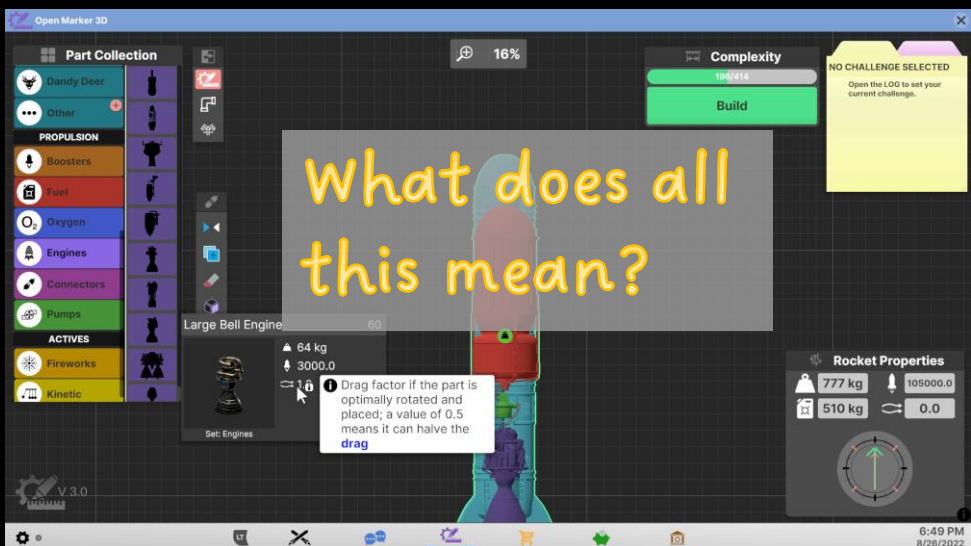 Open Marker 3D
Part Collection
Dandy Deer
Other
PROPULSION
Boosters
Fuel
O2 Oxygen
Engines
Connectors
Pumps
ACTIVES
Fireworks
Kinetic
16%
Complexity
196/414
Build
NO CHALLENGE SELECTED
Open the LOG to set your
current challenge.
What does all
this mean?
Large Bell Engine 60
64 kg
3000.0
Set: Engines
Drag factor if the part is
optimally rotated and
placed; a value of 0.5
means it can halve the
drag
Rocket Properties
777 kg 105000.0
510 kg 0.0
V 3.0
LT
6:49 PM
8/26/2022